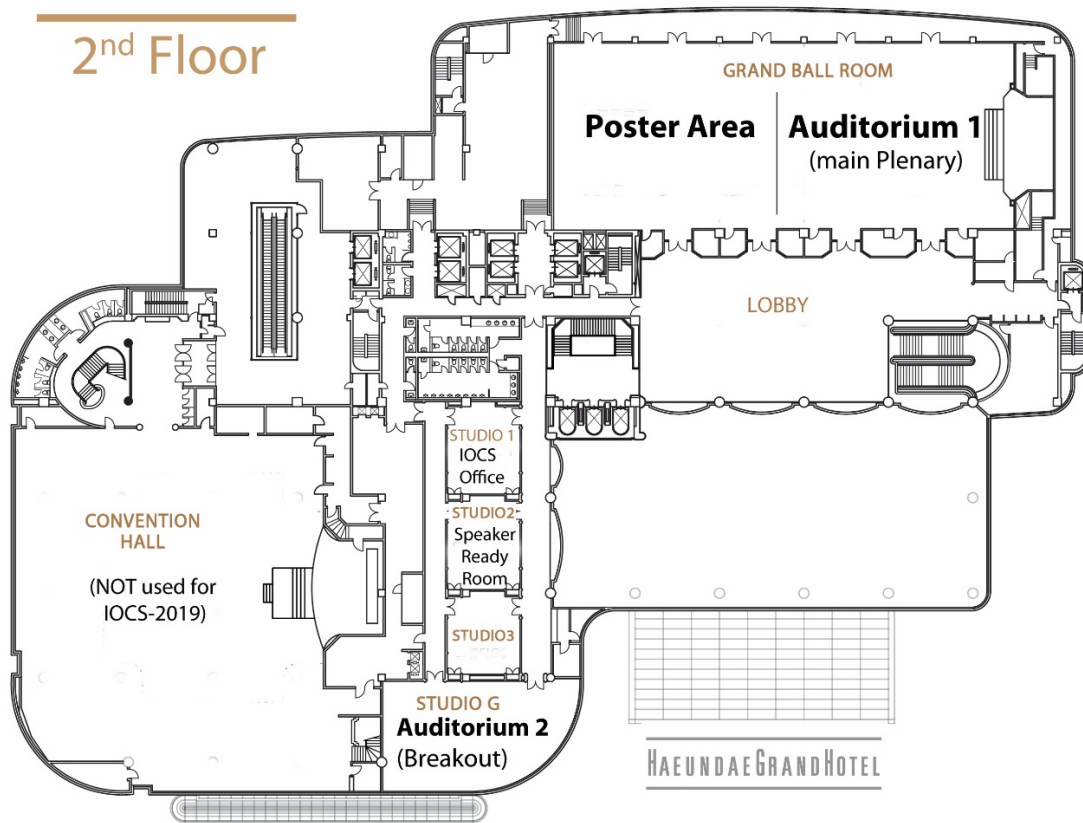 2nd Floor
GRAND BALL ROOM
Poster Area
Auditorium 1
(main Plenary)
LOBBY
STUDIO 1
IOCS
Office
STUDIO2
Speaker
Ready
Room
CONVENTION
HALL
(NOT used for
IOCS-2019)
STUDIO3
STUDIO G
Auditorium 2
(Breakout)
HAEUNDAEGRANDHOTEL